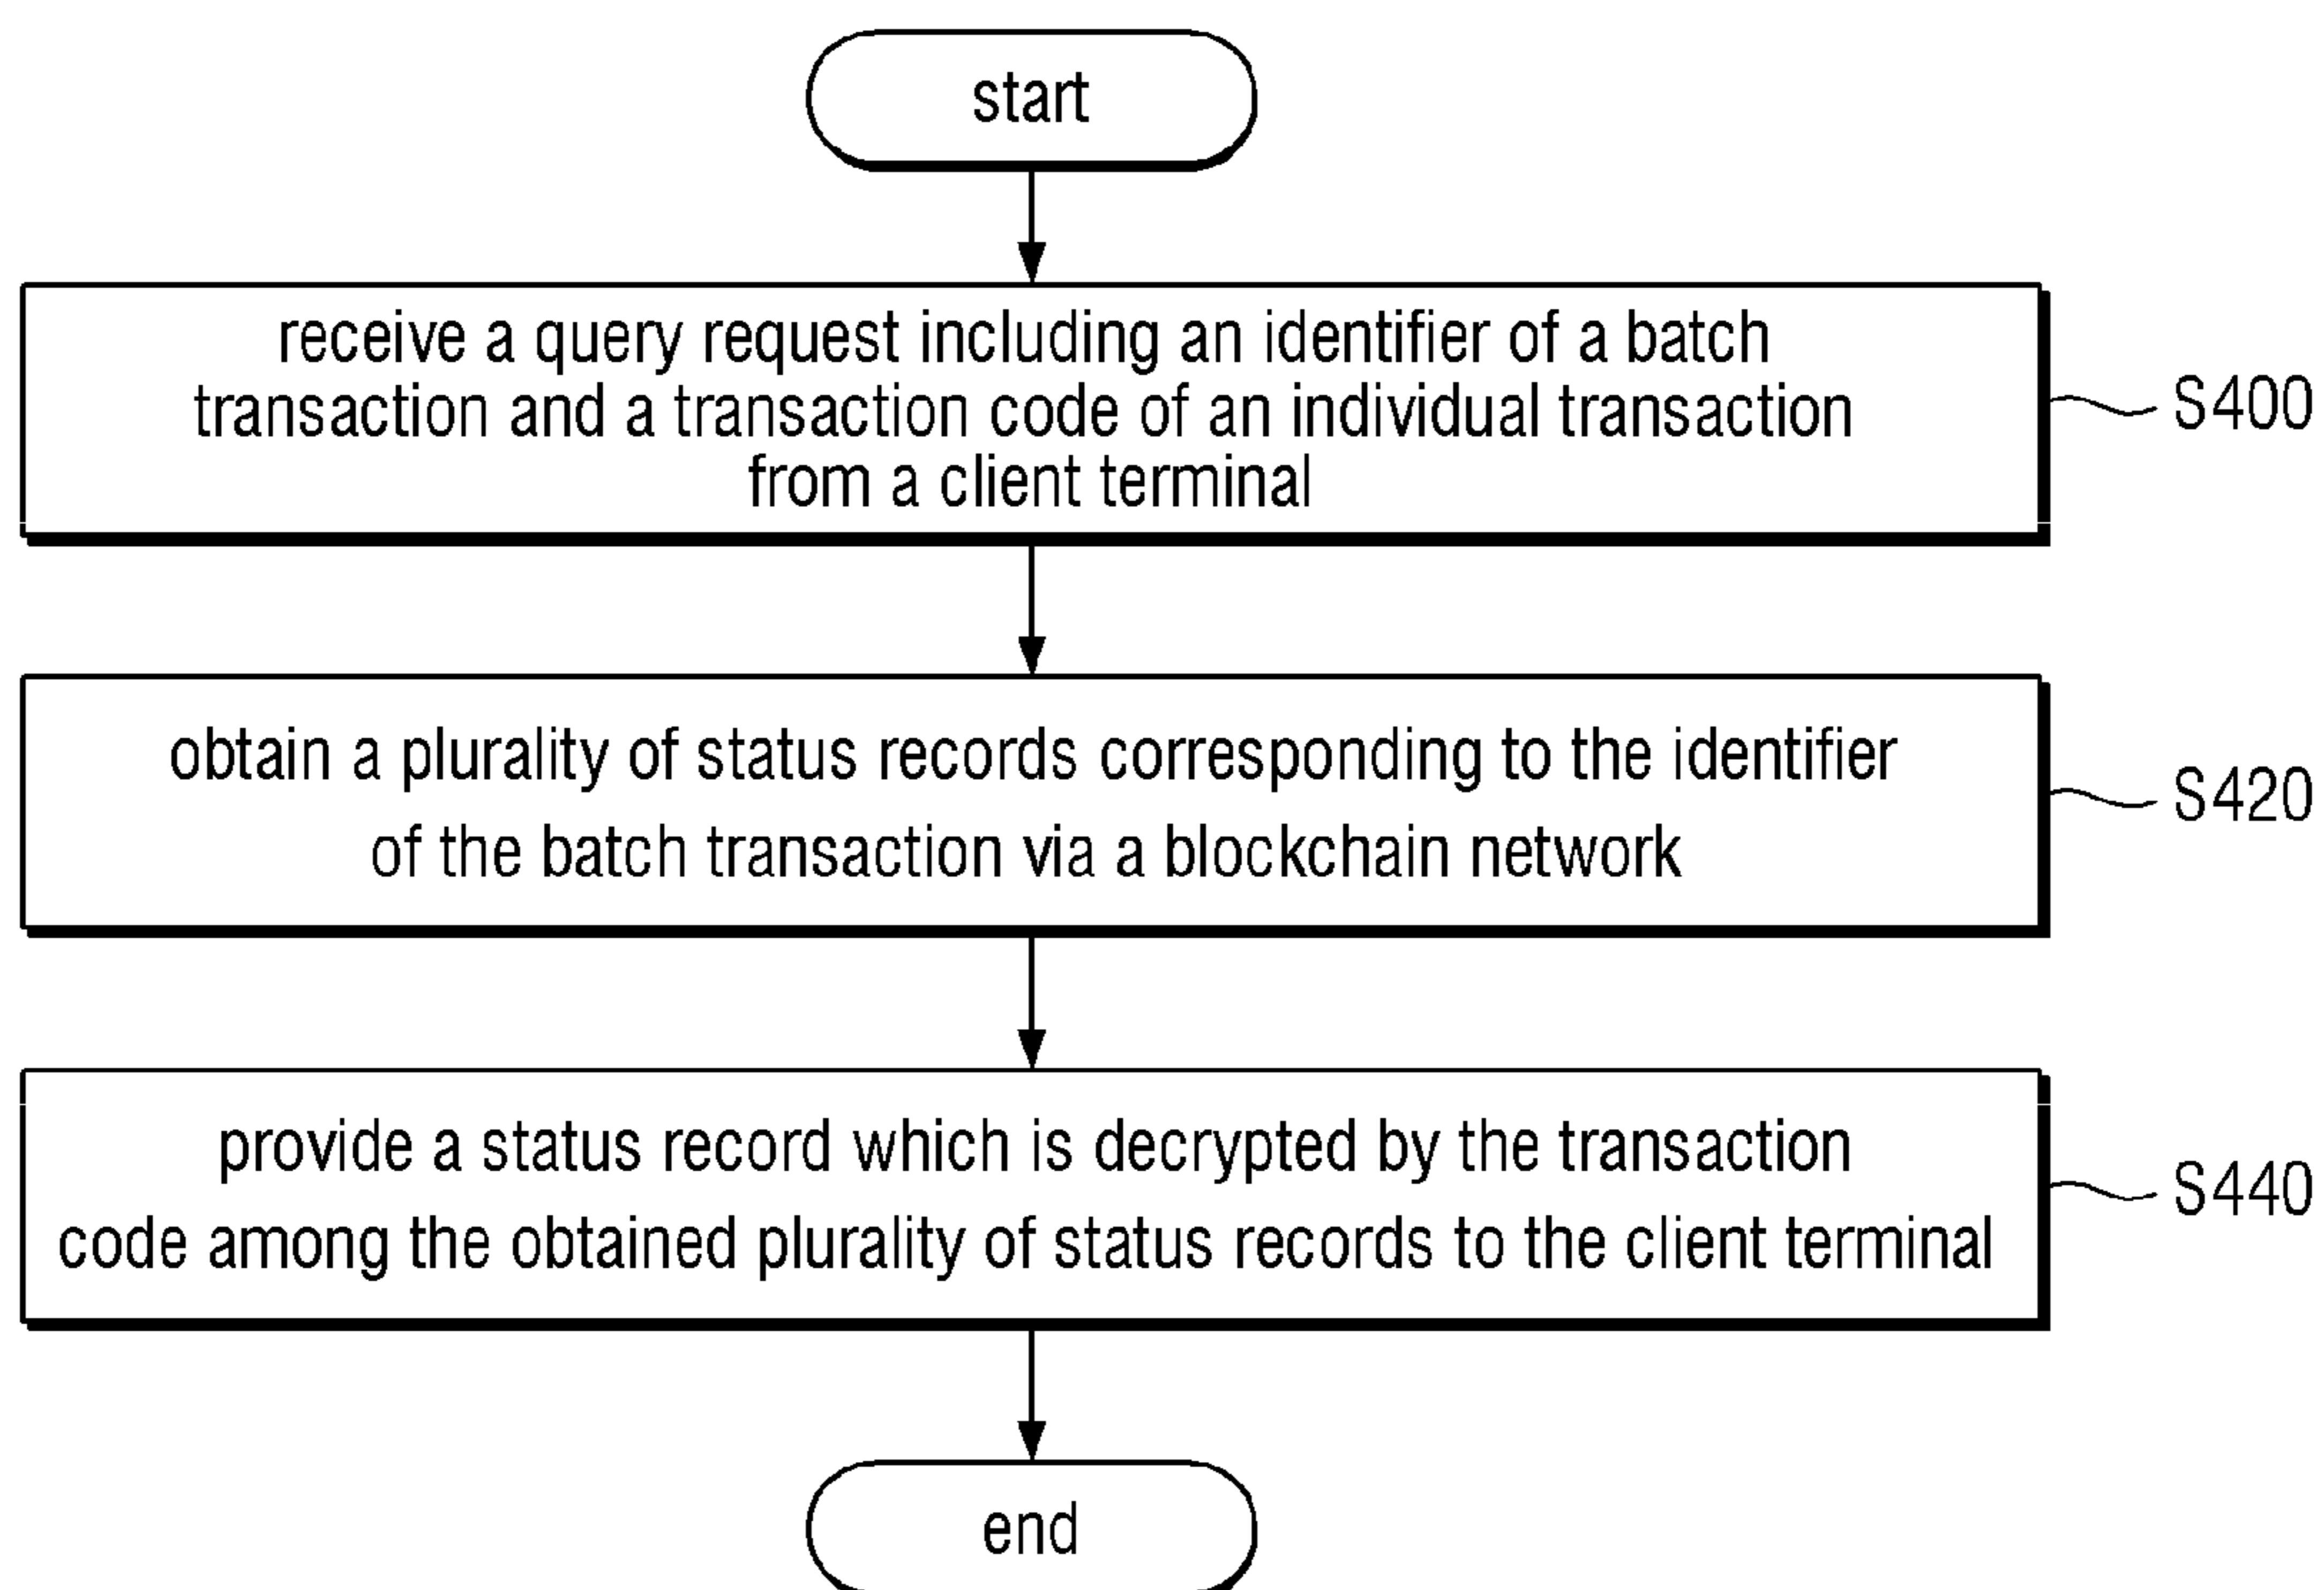 start
receive a query request including an identifier of a batch
transaction and a transaction code of an individual transaction
from a client terminal
S400
obtain a plurality of status records corresponding to the identifier
of the batch transaction via a blockchain network
S420
provide a status record which is decrypted by the transaction
code among the obtained plurality of status records to the client terminal
S440
end